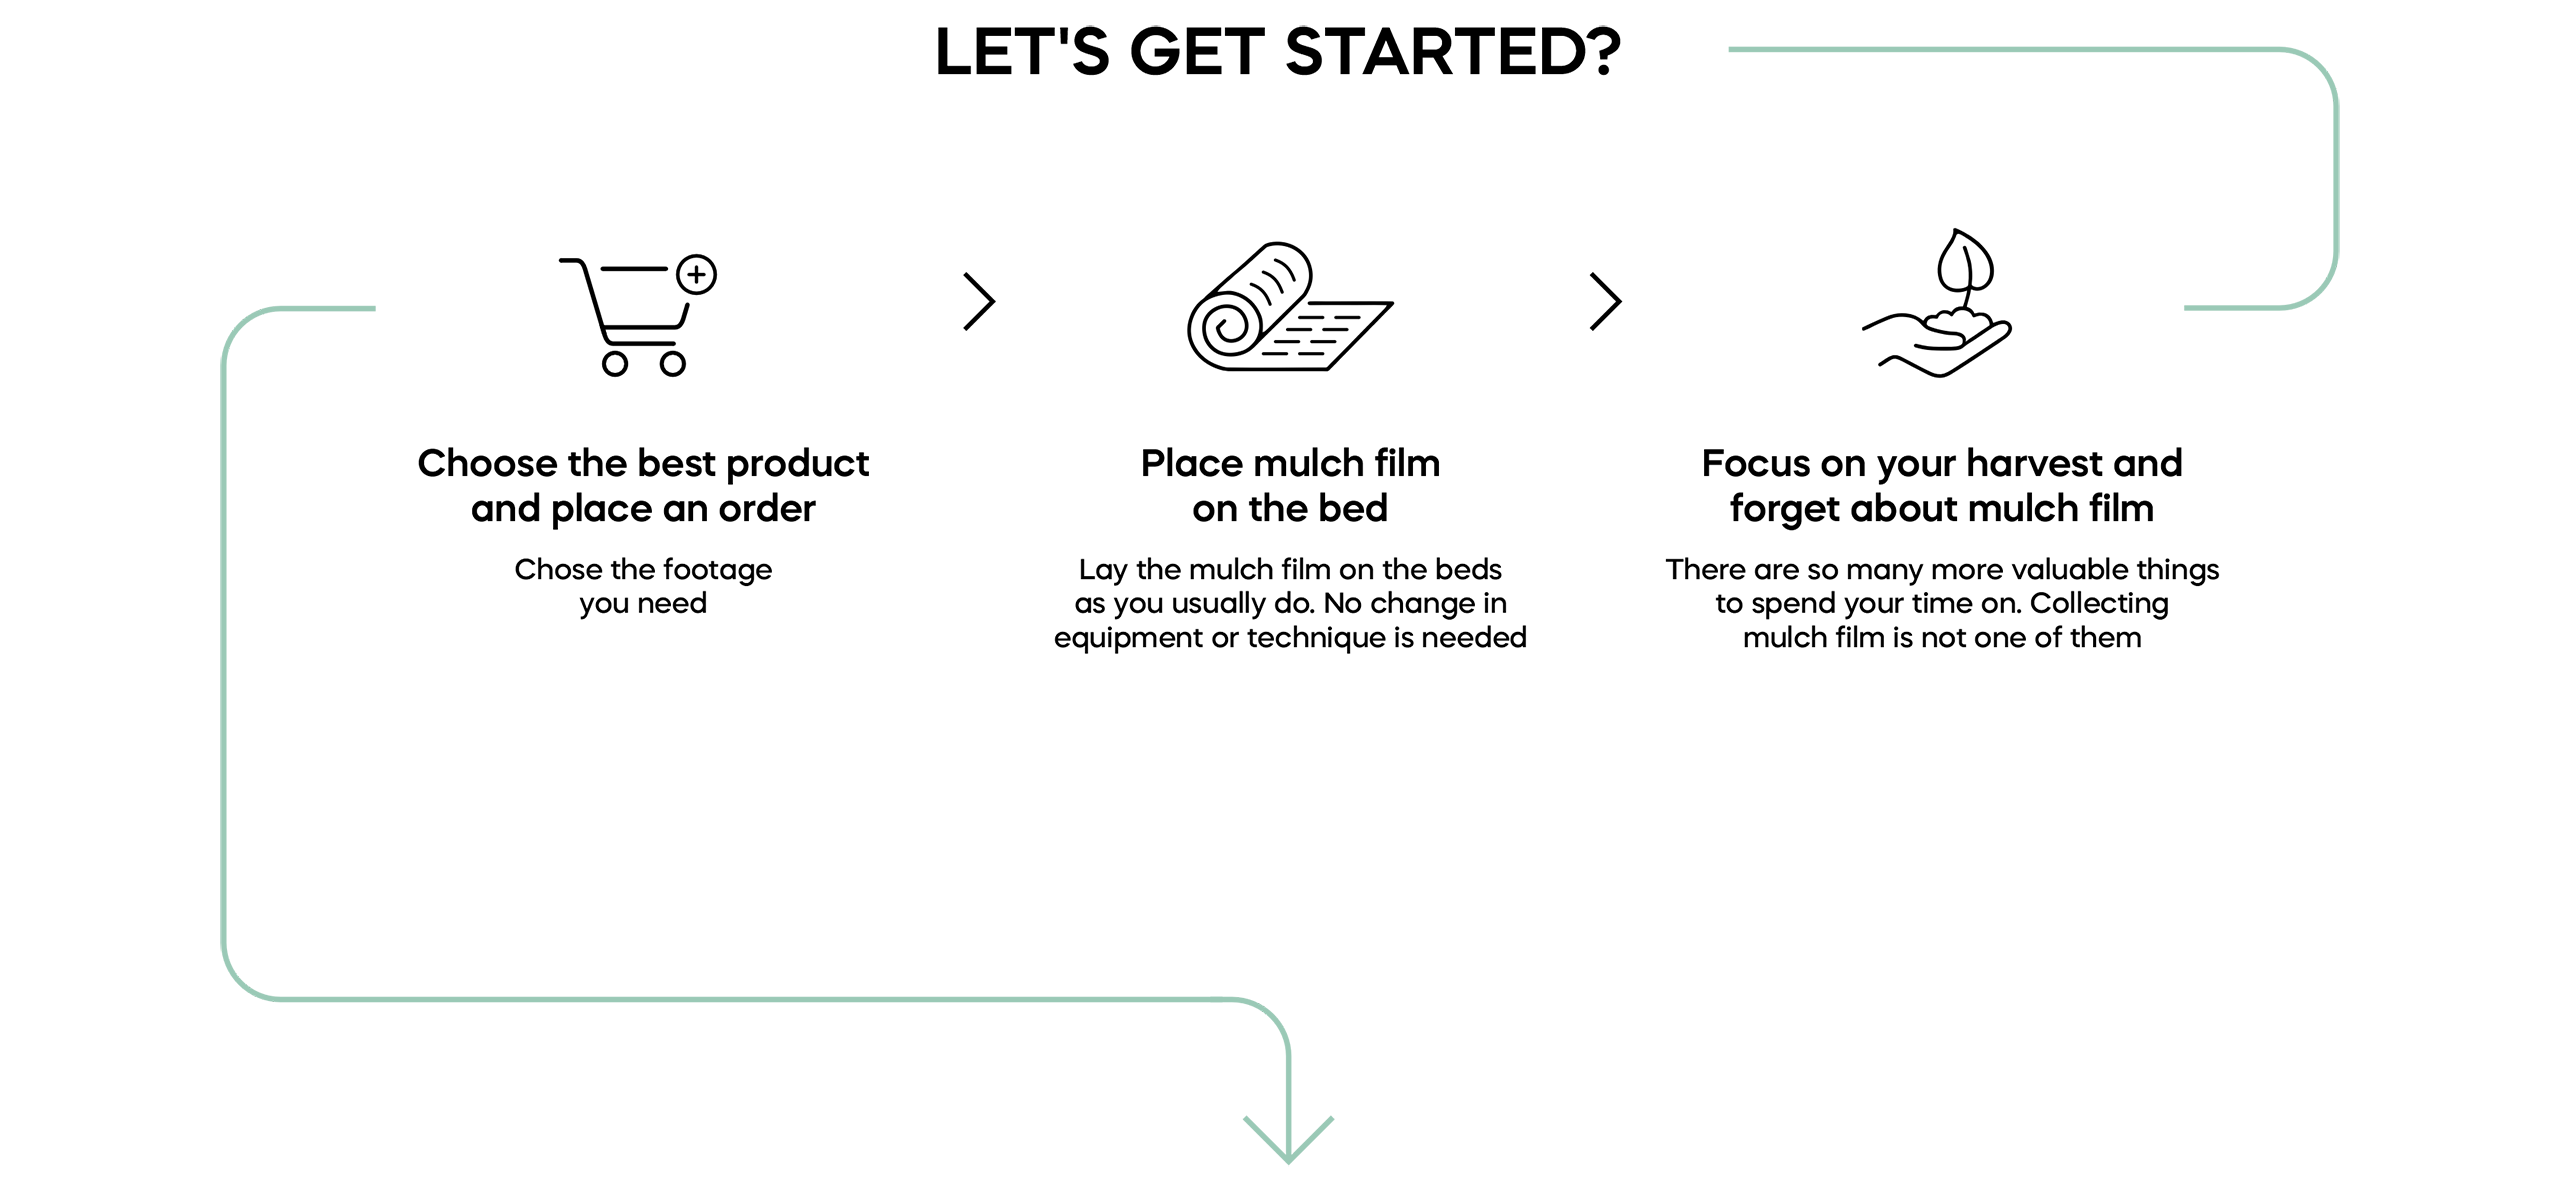 LET'S GET STARTED?
Choose the best product
and place an order
Chose the footage
you need
Place mulch film
on the bed
Lay the mulch film on the beds
as you usually do. No change in
equipment or technique is needed
Focus on your harvest and
forget about mulch film
There are so many more valuable things
to spend your time on. Collecting
mulch film is not one of them